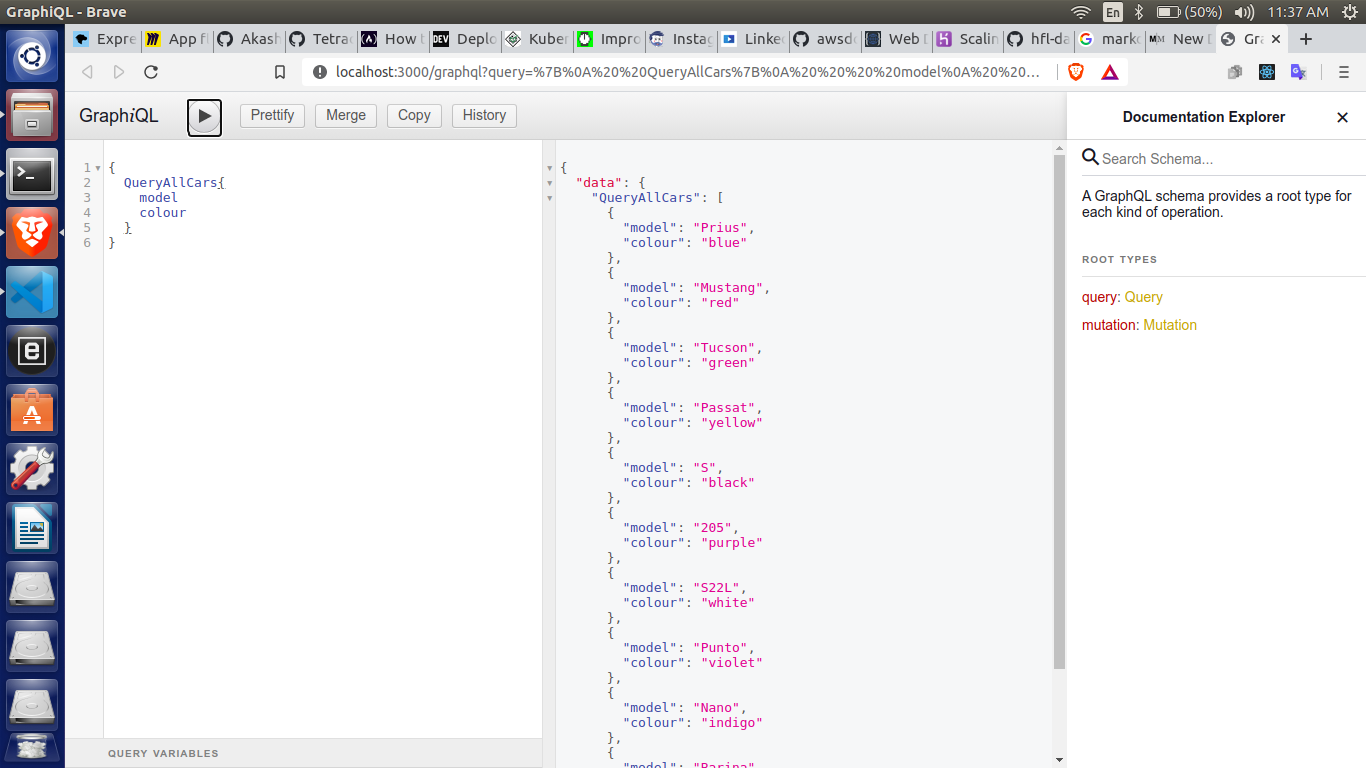 GraphiQL - Brave
En
(50%)
11:37 AM
Expre
App f
Akash
Tetra
How t
DEV
Deplo
Kuber
Impro
Instag
Linke
awsdo
Web D
Scalin
hfl-da
G
marko
New D
Gra
localhost:3000/graphql?query=%7B%0A%20%20QueryAllCars%7B%0A%20%20%20%20model%0A%20%20…
GraphiQL
Prettify
Merge
Copy
History
1 {
2 QueryAllCars{
3 model
4 colour
5 }
6 }
QUERY VARIABLES
{
"data": {
"QueryAllCars": [
{
"model": "Prius",
"colour": "blue"
},
{
"model": "Mustang",
"colour": "red"
},
{
"model": "Tucson",
"colour": "green"
},
{
"model": "Passat",
"colour": "yellow"
},
{
"model": "S",
"colour": "black"
},
{
"model": "205",
"colour": "purple"
},
{
"model": "S22L",
"colour": "white"
},
{
"model": "Punto",
"colour": "violet"
},
{
"model": "Nano",
"colour": "indigo"
},
{
"model": "Barina"
Documentation Explorer
Search Schema...
A GraphQL schema provides a root type for
each kind of operation.
ROOT TYPES
query: Query
mutation: Mutation